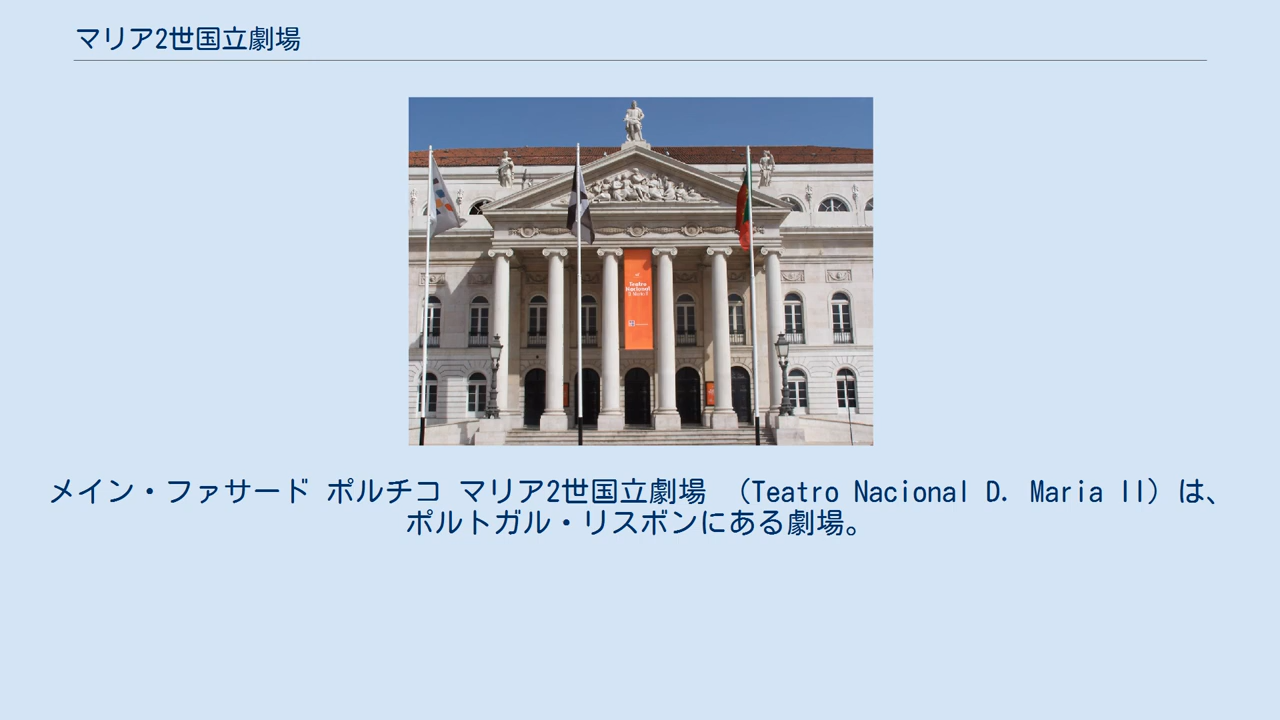 マリア2世国立劇場
Teatro
Nacional
メイン・ファサード ポルチコ マリア2世国立劇場 （Teatro Nacional D. Maria II）は、
ポルトガル・リスボンにある劇場。